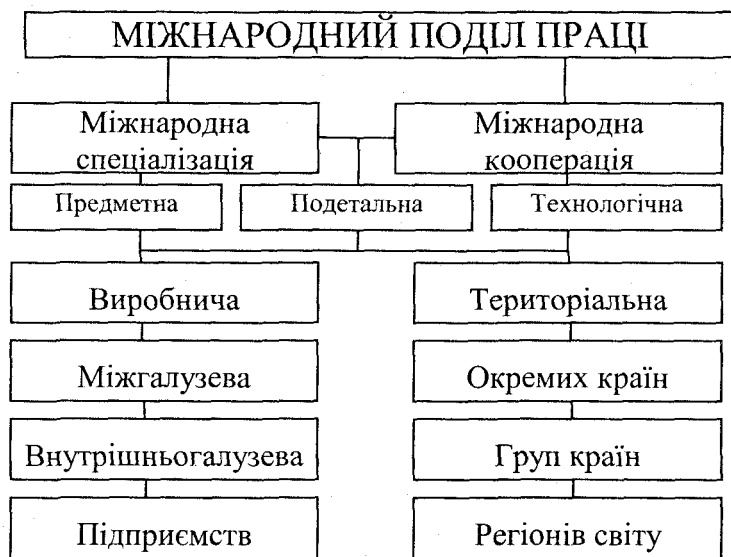 МІЖНАРОДНИЙ ПОДІЛ ПРАЦІ
Міжнародна
спеціалізація
Міжнародна
кооперація
Предметна
Подетальна
Технологічна
Виробнича
Територіальна
Міжгалузева
Окремих країн
Внутрішньогалузева
Груп країн
Підприємств
Регіонів світу